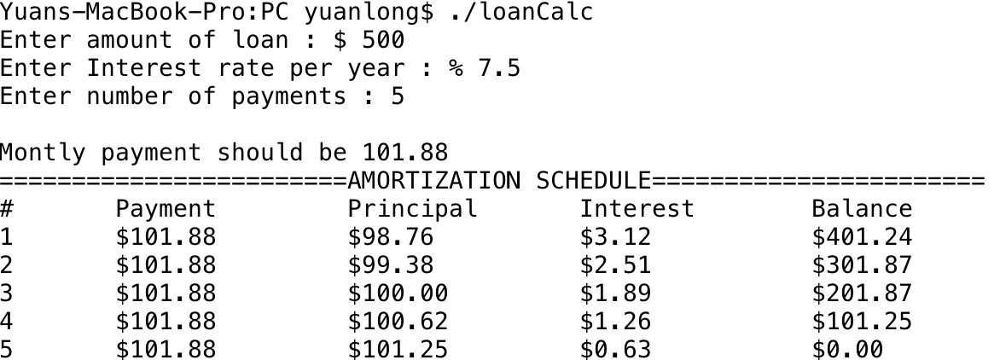 Yuans-MacBook-Pro:PC yuanlong$ ./loanCalc
Enter amount of loan : $ 500
Enter Interest rate per year : % 7.5
Enter number of payments : 5
Montly payment should be 101.88
========================AMORTIZATION SCHEDULE=======================
#       Payment         Principal       Interest        Balance
1       $101.88         $98.76          $3.12           $401.24
2       $101.88         $99.38          $2.51           $301.87
3       $101.88         $100.00         $1.89           $201.87
4       $101.88         $100.62         $1.26           $101.25
5       $101.88         $101.25         $0.63           $0.00